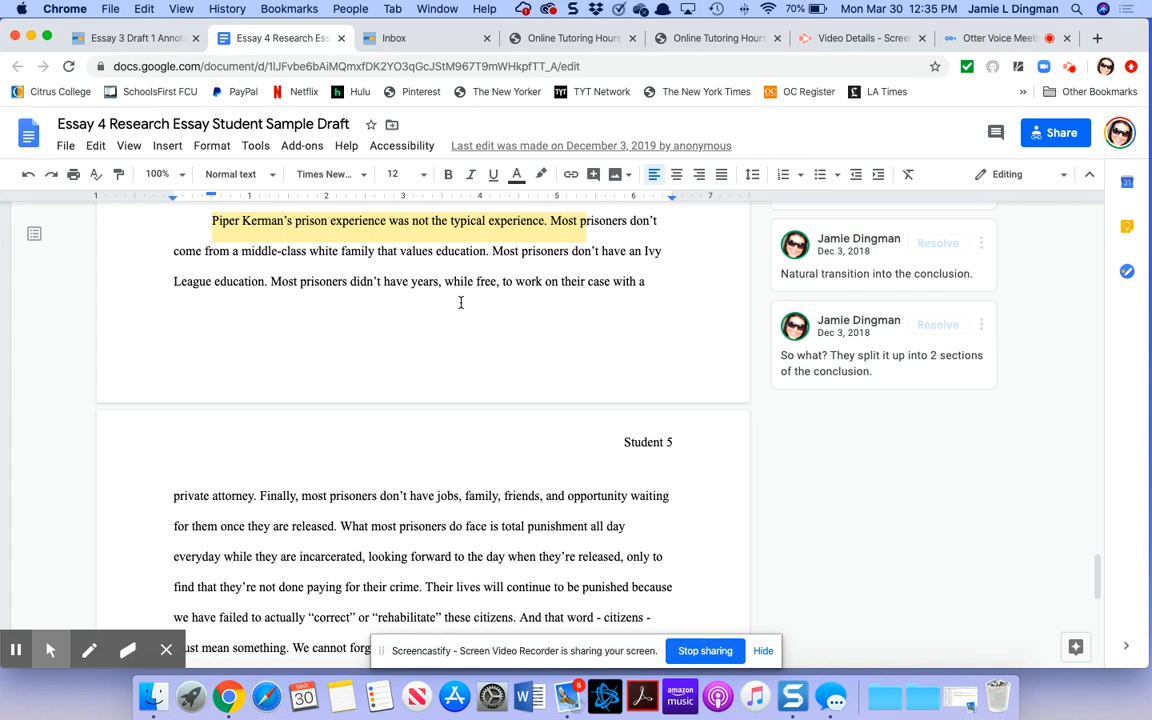 Chrome File Edit View History Bookmarks People Tab Window Help 70% Mon Mar 30 12:35 PM Jamie L Dingman
Essay 3 Draft 1 Annot Essay 4 Research Ess Inbox Online Tutoring Hours Online Tutoring Hours Video Details - Scree Otter Voice Meet
docs.google.com/document/d/1lJFvbe6bAiMQmxfDK2YO3qGcJStM967T9mWHkpfTT_A/edit
Citrus College SchoolsFirst FCU PayPal Netflix Hulu Pinterest The New Yorker TYT Network The New York Times OC Register LA Times » Other Bookmarks
Essay 4 Research Essay Student Sample Draft
Share
File Edit View Insert Format Tools Add-ons Help Accessibility Last edit was made on December 3, 2019 by anonymous
100% Normal text Times New... 12 B I U A Editing
1 1 2 3 4 5 6 7
Piper Kerman's prison experience was not the typical experience. Most prisoners don't
come from a middle-class white family that values education. Most prisoners don't have an Ivy
League education. Most prisoners didn't have years, while free, to work on their case with a
Jamie Dingman Resolve
Dec 3, 2018
Natural transition into the conclusion.
Jamie Dingman Resolve
Dec 3, 2018
So what? They split it up into 2 sections
of the conclusion.
Student 5
private attorney. Finally, most prisoners don't have jobs, family, friends, and opportunity waiting
for them once they are released. What most prisoners do face is total punishment all day
everyday while they are incarcerated, looking forward to the day when they're released, only to
find that they're not done paying for their crime. Their lives will continue to be punished because
we have failed to actually "correct" or "rehabilitate" these citizens. And that word - citizens -
must mean something. We cannot forg
Screencastify - Screen Video Recorder is sharing your screen. Stop sharing Hide
MAR
30
8
amazon
music